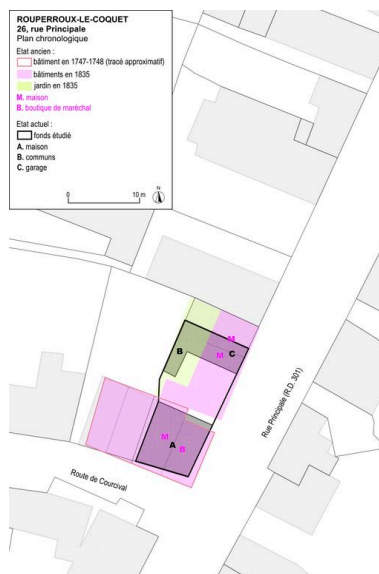 ROUPERROUX-LE-COQUET
26, rue Principale
Plan chronologique
Etat ancien :
bâtiment en 1747-1748 (tracé approximatif)
bâtiments en 1835
jardin en 1835
M. maison
B. boutique de maréchal
Etat actuel :
fonds étudié
A. maison
B. communs
C. garage
0 10 m
N
M
B M C
Rue Principale (R.D. 301)
M
A B
Route de Courcival